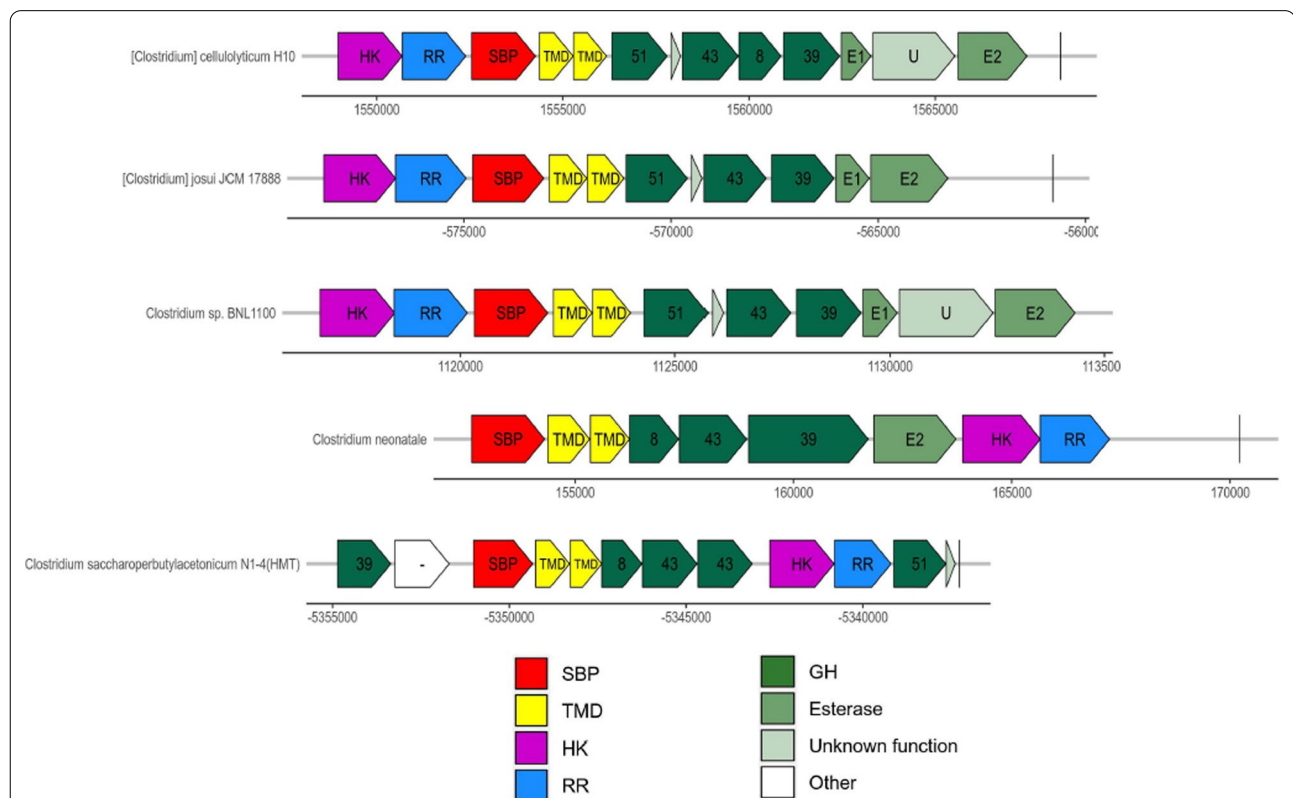 [Clostridium] cellulolyticum H10
HK RR SBP TMD TMD 51 43 8 39 E1 U E2
1550000 1555000 1560000 1565000
[Clostridium] josui JCM 17888
HK RR SBP TMD TMD 51 43 39 E1 E2
-575000 -570000 -565000 -56000
Clostridium sp. BNL1100
HK RR SBP TMD TMD 51 43 39 E1 U E2
1120000 1125000 1130000 113500
Clostridium neonatale
SBP TMD TMD 8 43 39 E2 HK RR
155000 160000 165000 170000
Clostridium saccharoperbutylacetonicum N1-4(HMT)
39 - SBP TMD TMD 8 43 43 HK RR 51
-5355000 -5350000 -5345000 -5340000
SBP GH
TMD Esterase
HK Unknown function
RR Other